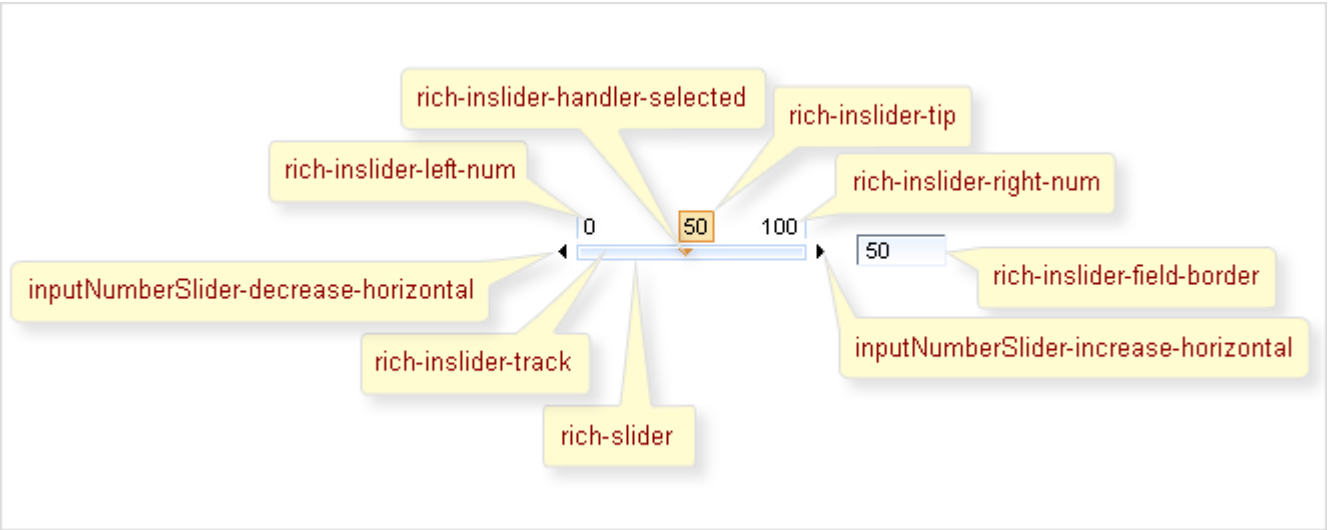 rich-inslider-handler-selected
rich-inslider-tip
rich-inslider-left-num
rich-inslider-right-num
0
50
100
50
inputNumberSlider-decrease-horizontal
rich-inslider-field-border
rich-inslider-track
inputNumberSlider-increase-horizontal
rich-slider